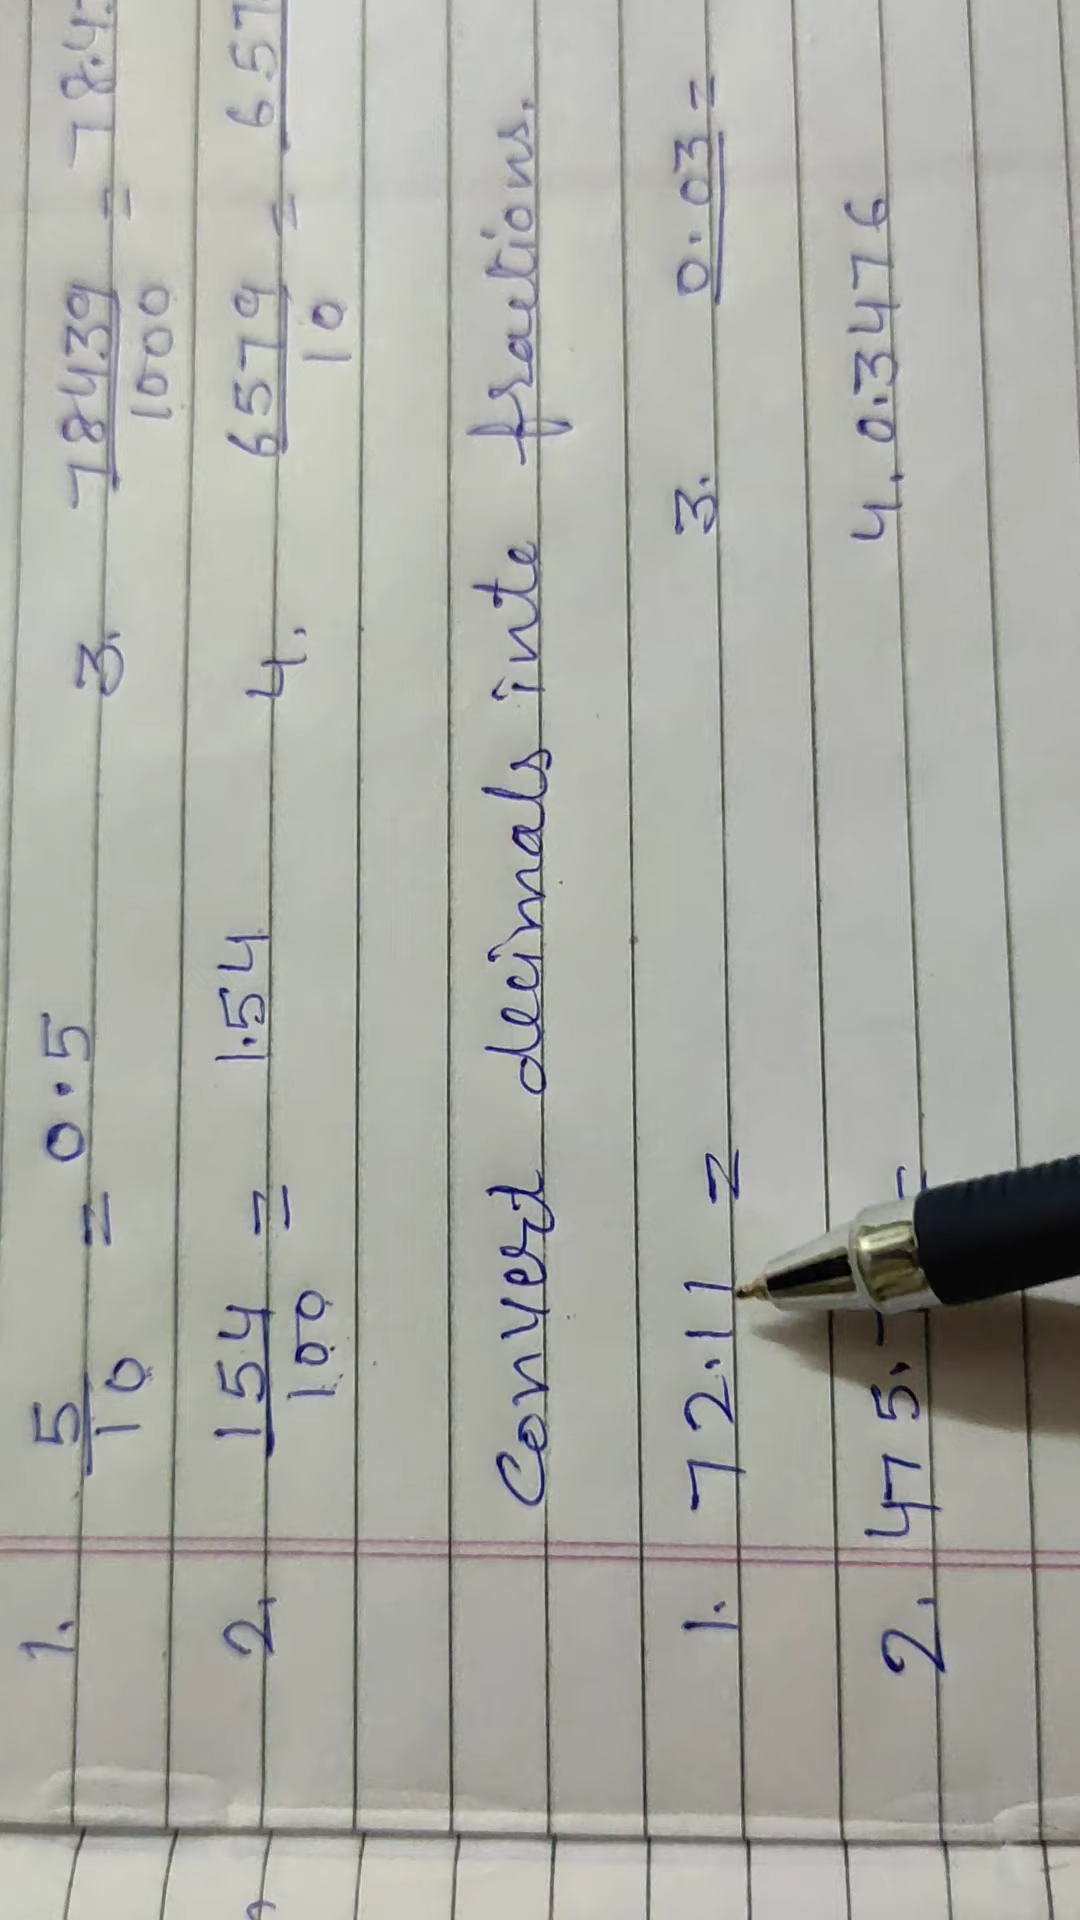 1. 5/10 = 0.5 3. 78439/1000 = 78.4
2. 154/100 = 1.54 4. 6579/10 = 657
Convert decimals into fractions.
1. 72.11 = 3. 0.03 =
2. 475. = 4. 0.3476